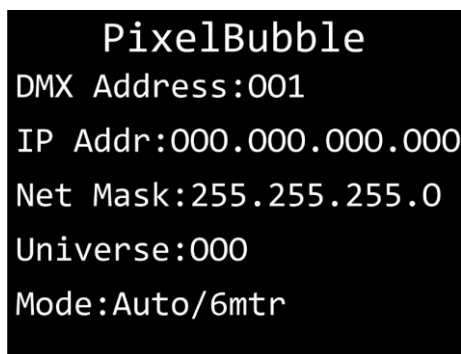 PixelBubble
DMX Address:001
IP Addr:000.000.000.000
Net Mask:255.255.255.0
Universe:000
Mode:Auto/6mtr